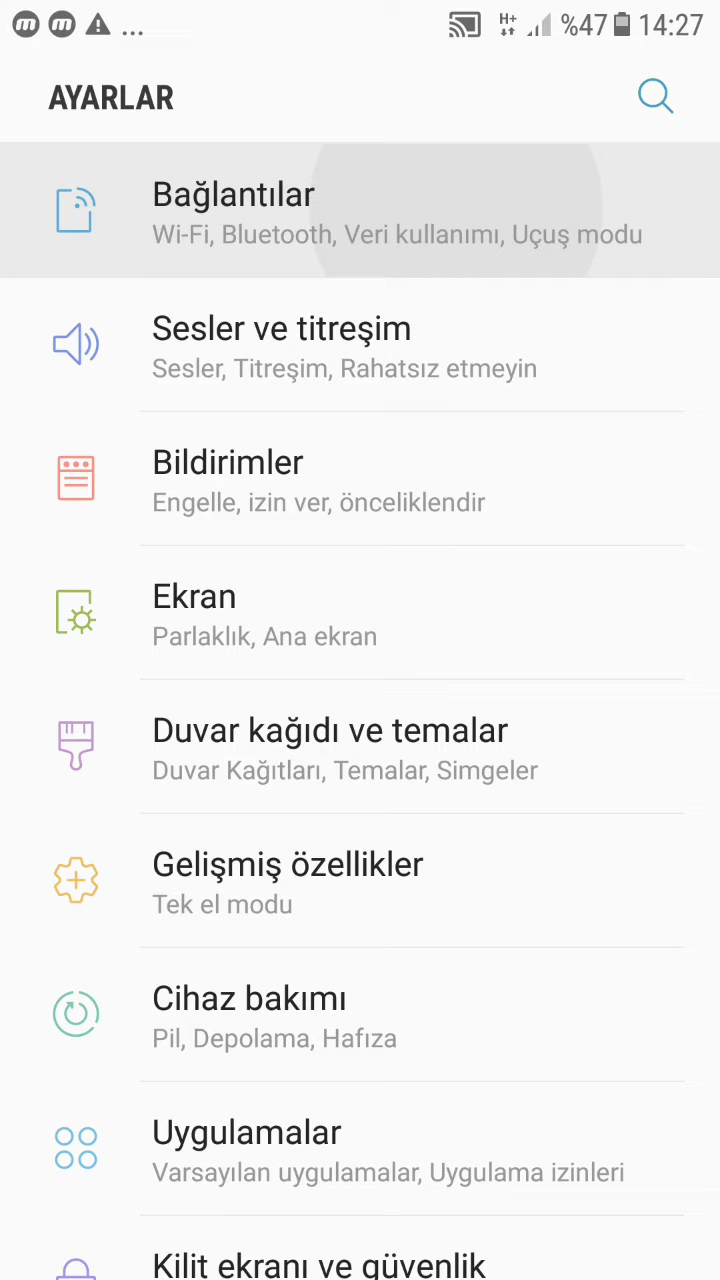 ... H+ %47 14:27
AYARLAR
Bağlantılar
Wi-Fi, Bluetooth, Veri kullanımı, Uçuş modu
Sesler ve titreşim
Sesler, Titreşim, Rahatsız etmeyin
Bildirimler
Engelle, izin ver, önceliklendir
Ekran
Parlaklık, Ana ekran
Duvar kağıdı ve temalar
Duvar Kağıtları, Temalar, Simgeler
Gelişmiş özellikler
Tek el modu
Cihaz bakımı
Pil, Depolama, Hafıza
Uygulamalar
Varsayılan uygulamalar, Uygulama izinleri
Kilit ekranı ve güvenlik